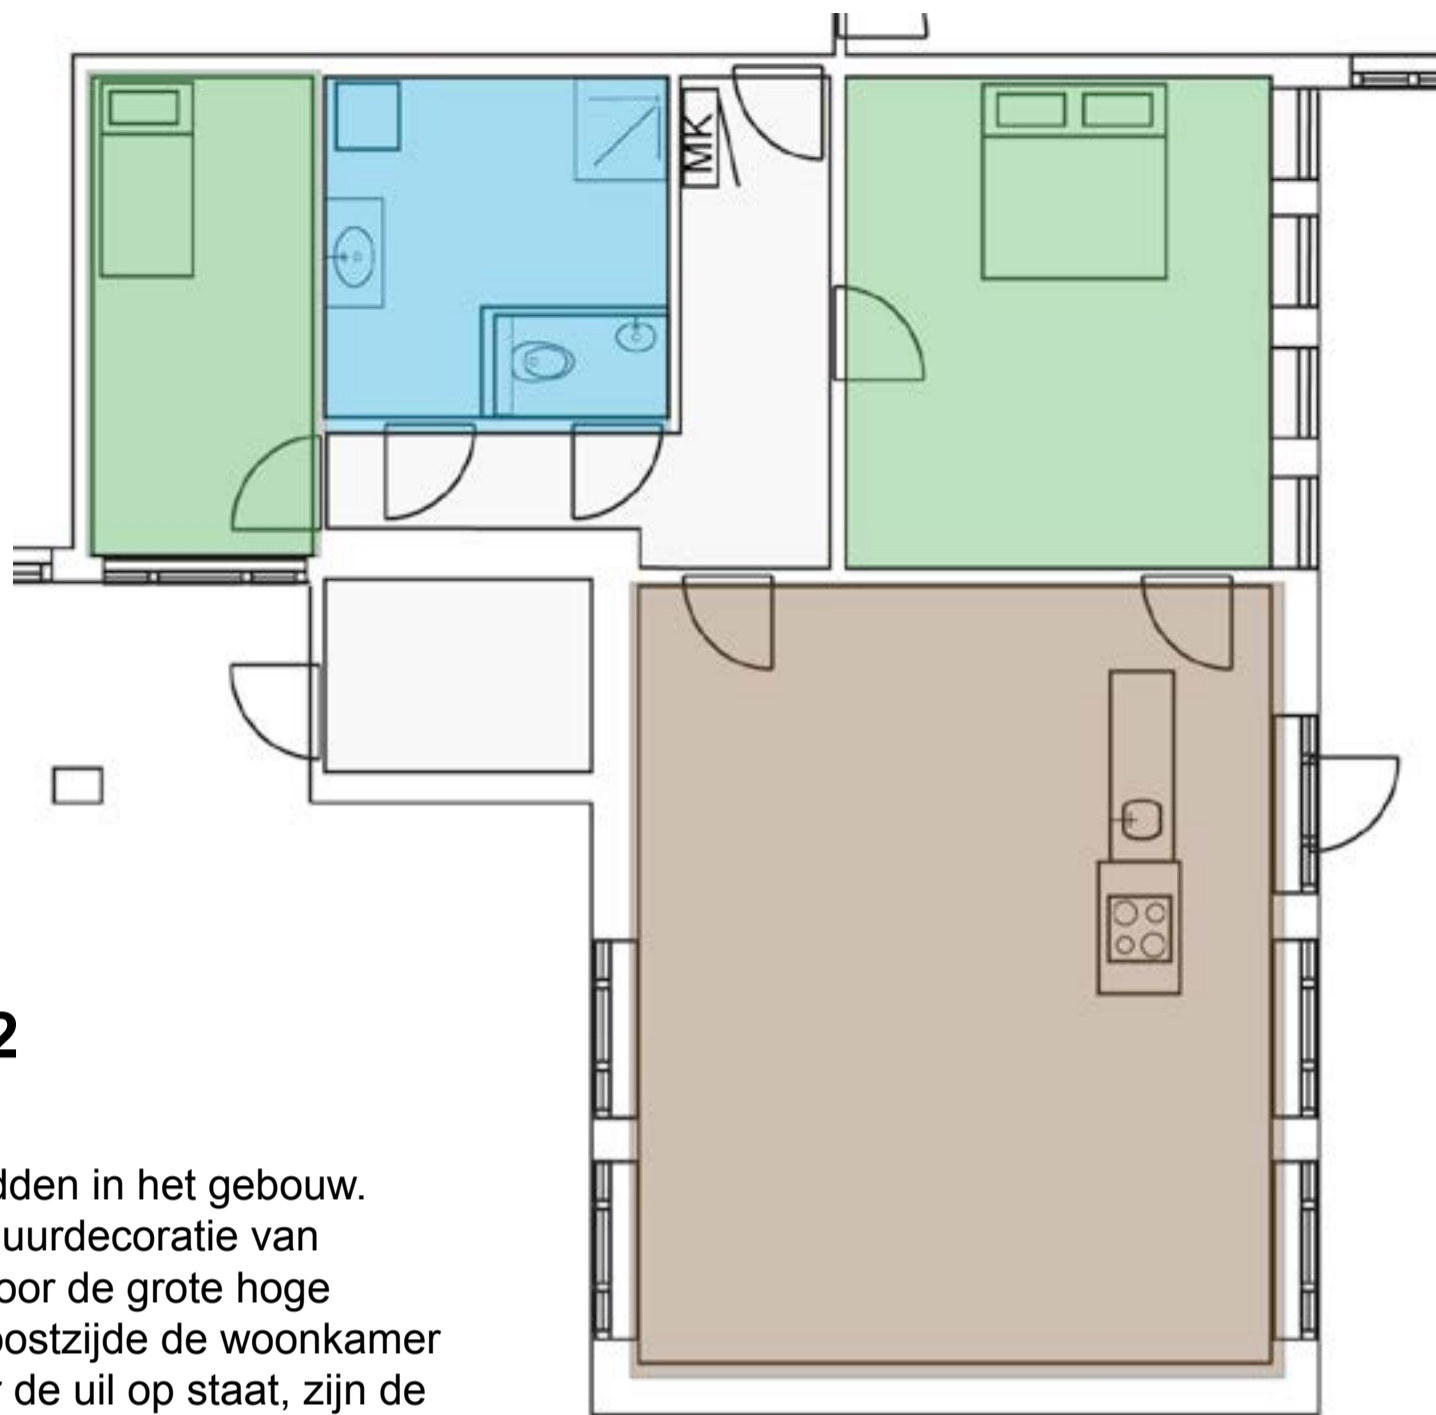 MK
2
dden in het gebouw.
uurdecoratie van
oor de grote hoge
oostzijde de woonkamer
r de uil op staat, zijn de